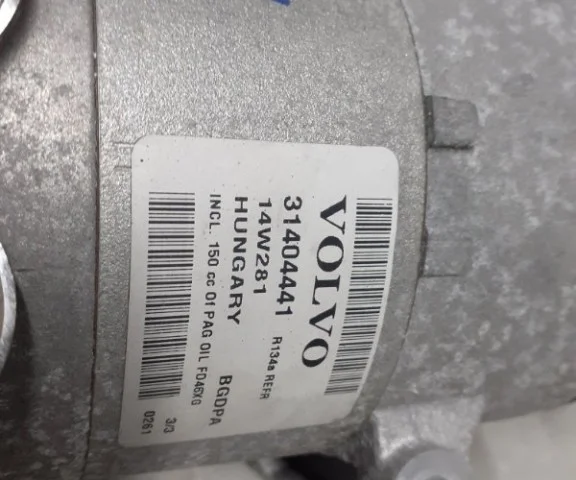 VOLVO
31404441 R134a REFR
14W281
HUNGARY BGDPA
INCL. 150 cc Of PAG OIL FD46XG
3/3
0261